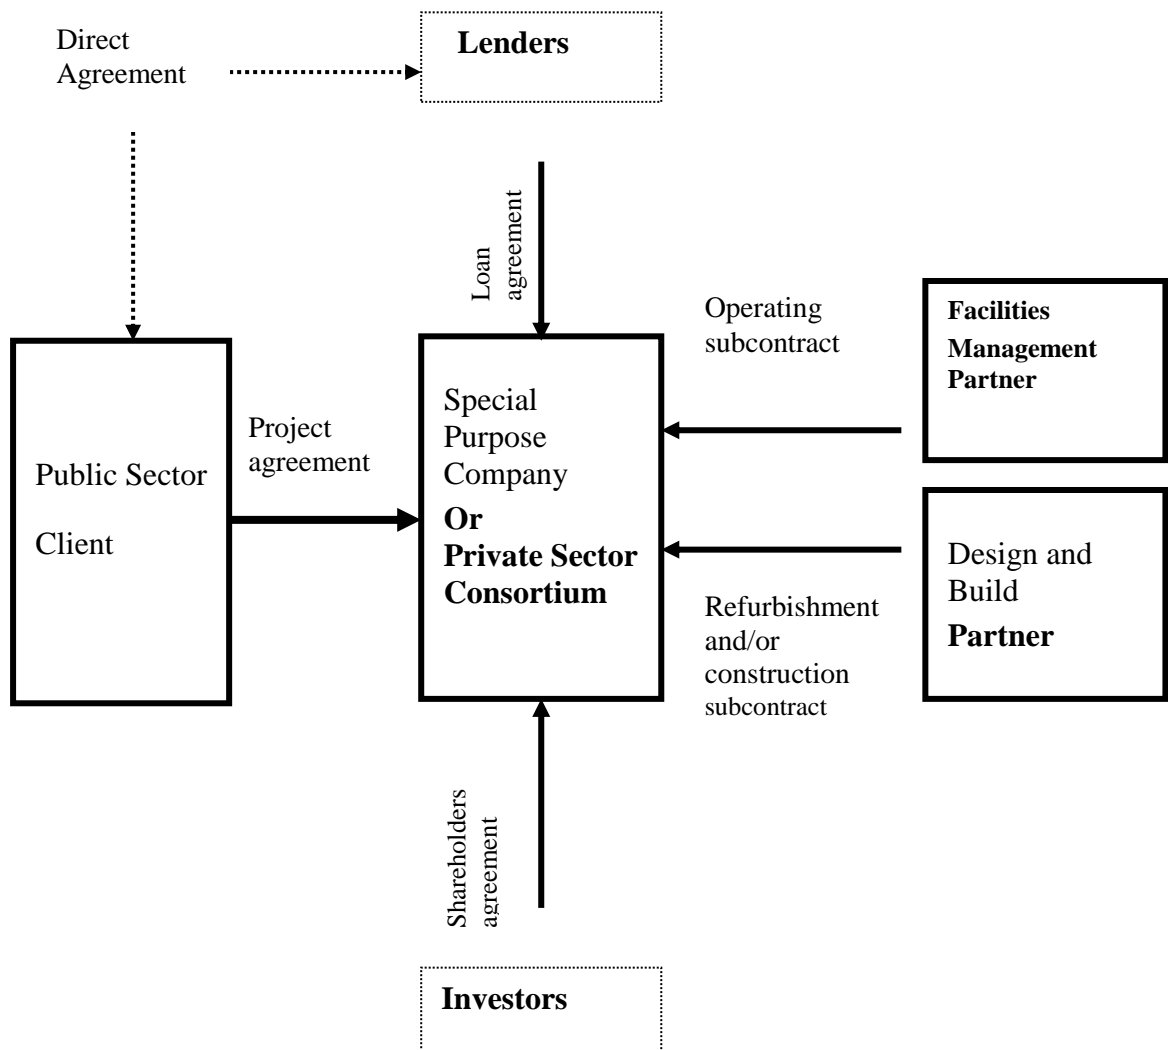 Direct
Agreement
Lenders
Loan
agreement
Operating
subcontract
Facilities
Management
Partner
Special
Purpose
Company
Or
Private Sector
Consortium
Project
agreement
Public Sector
Client
Design and
Build
Partner
Refurbishment
and/or
construction
subcontract
Shareholders
agreement
Investors